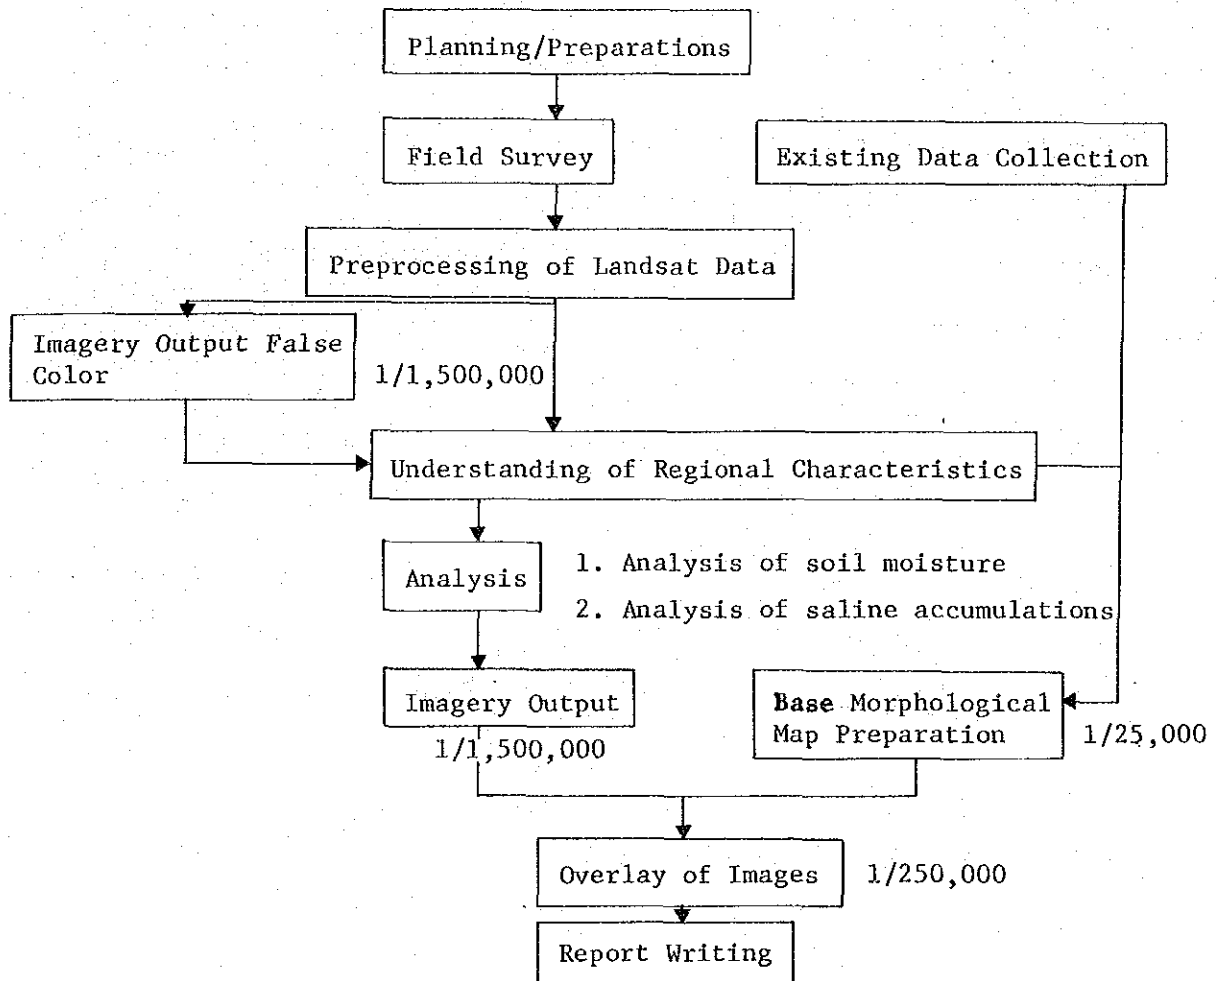 Planning/Preparations
Field Survey
Existing Data Collection
Preprocessing of Landsat Data
Imagery Output False
Color
1/1,500,000
Understanding of Regional Characteristics
Analysis
1. Analysis of soil moisture
2. Analysis of saline accumulations
Imagery Output
1/1,500,000
Base Morphological
Map Preparation
1/25,000
Overlay of Images
1/250,000
Report Writing